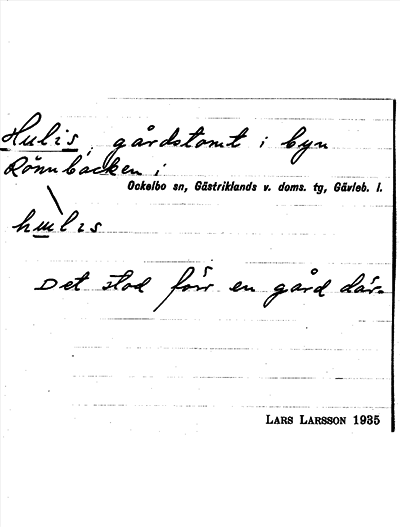 Hulis, gårdstomt i byn
Rönnbacken i
Ockelbo sn, Gästriklands v. doms. tg, Gävleb. l.
hulis
Det stod förr en gård där.
LARS LARSSON 1935